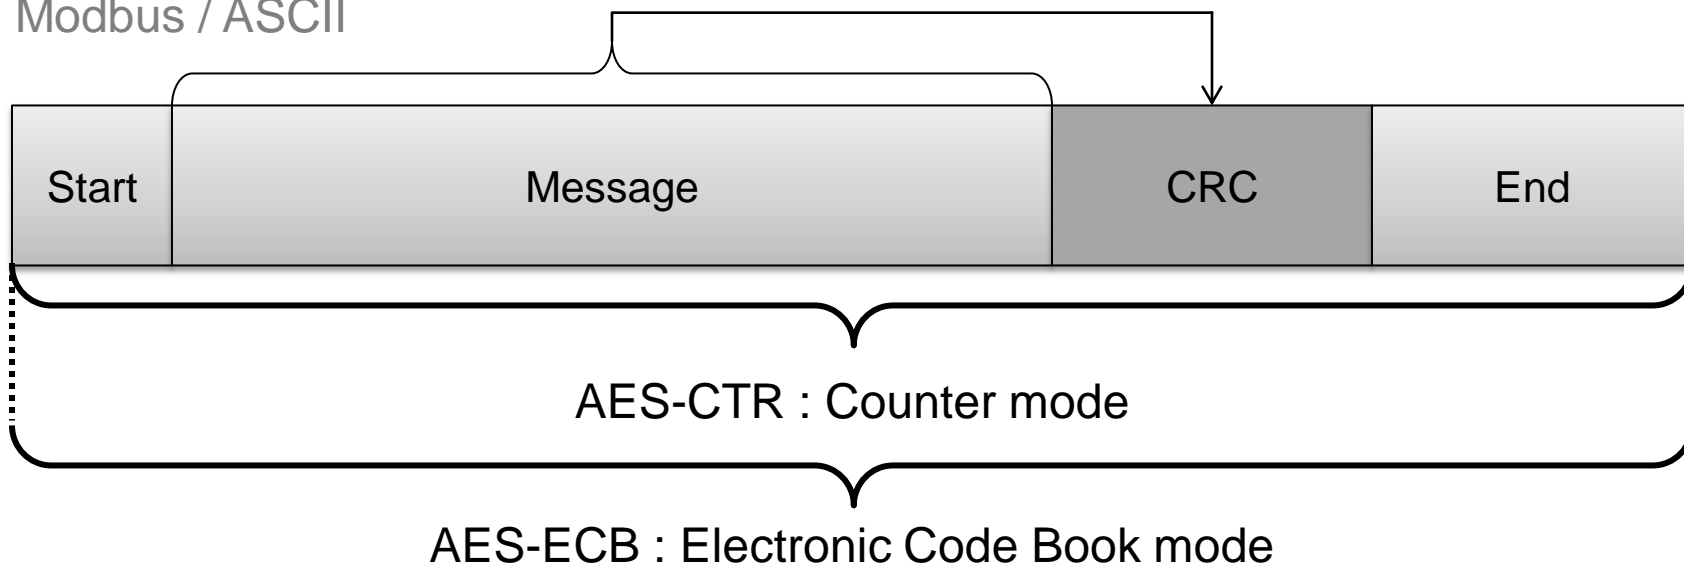 Modbus / ASCII
Start Message CRC End
AES-CTR : Counter mode
AES-ECB : Electronic Code Book mode